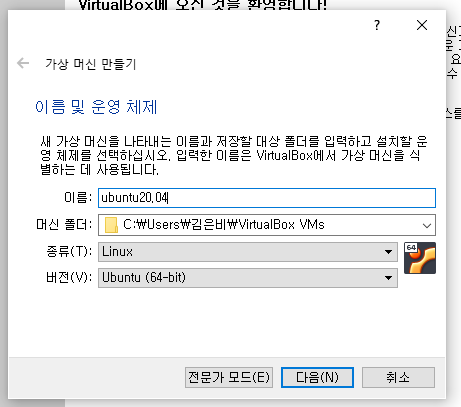 VirtualBox에 오신 것을 환영합니다!
?
가상 머신 만들기
이름 및 운영 체제
새 가상 머신을 나타내는 이름과 저장할 대상 폴더를 입력하고 설치할 운
영 체제를 선택하십시오. 입력한 이름은 VirtualBox에서 가상 머신을 식
별하는 데 사용됩니다.
이름: ubuntu20.04
머신 폴더: C:₩Users₩김은비₩VirtualBox VMs
종류(T): Linux
64
버전(V): Ubuntu (64-bit)
전문가 모드(E) 다음(N) 취소